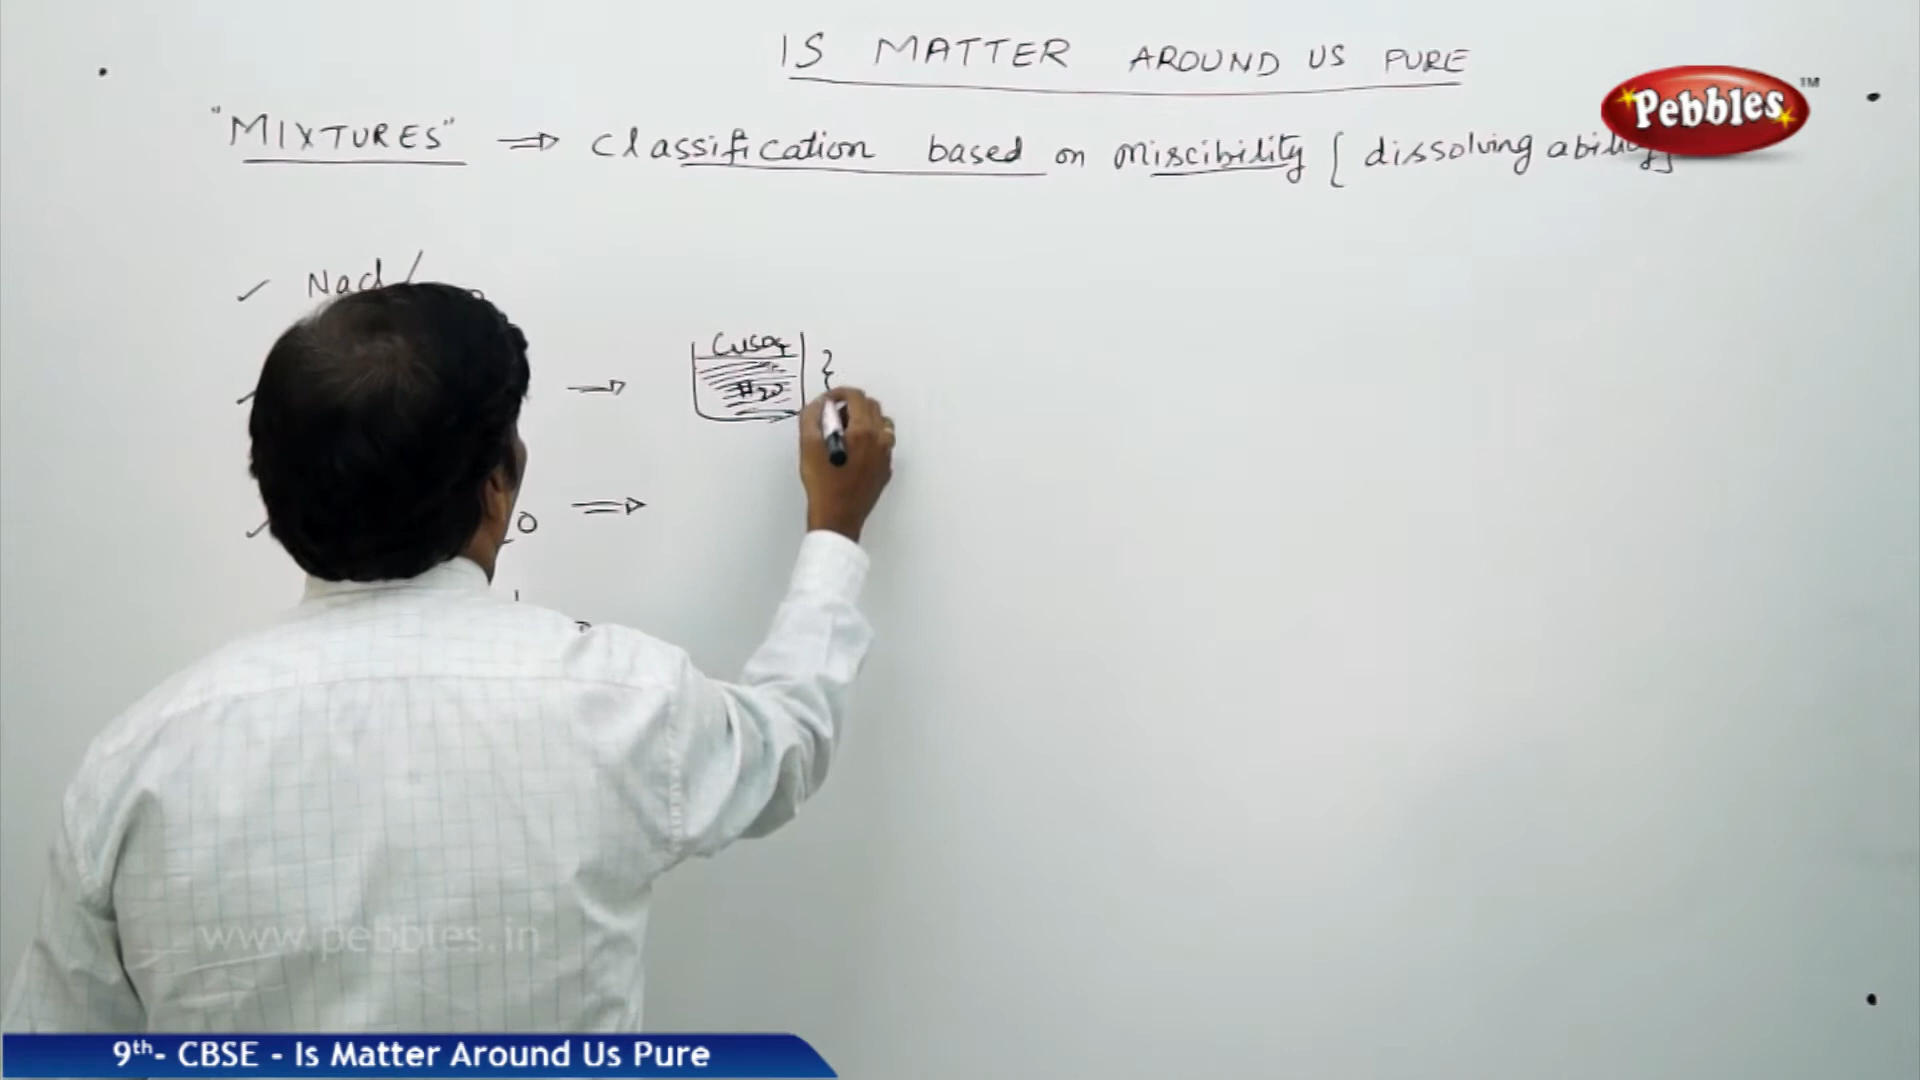 IS MATTER AROUND US PURE
Pebbles™
"MIXTURES" ⇒ Classification based on Miscibility [dissolving ability]
✓ Nacl /
CuSO4
→ H2O }
✓ O ⇒
www.pebbles.in
9th- CBSE - Is Matter Around Us Pure